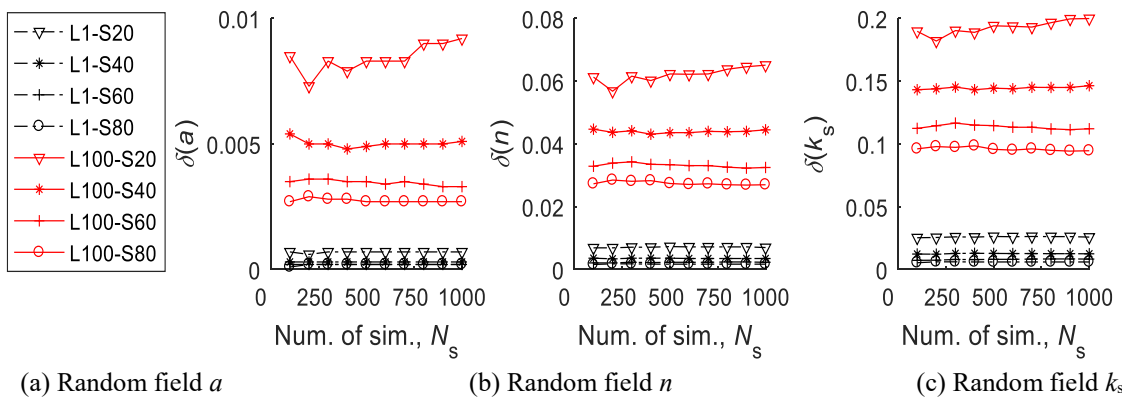 L1-S20
L1-S40
L1-S60
L1-S80
L100-S20
L100-S40
L100-S60
L100-S80
0.01
0.005
0
δ(a)
0 250 500 750 1000
Num. of sim., Ns
(a) Random field a
0.08
0.06
0.04
0.02
0
δ(n)
0 250 500 750 1000
Num. of sim., Ns
(b) Random field n
0.2
0.15
0.1
0.05
0
δ(ks)
0 250 500 750 1000
Num. of sim., Ns
(c) Random field ks